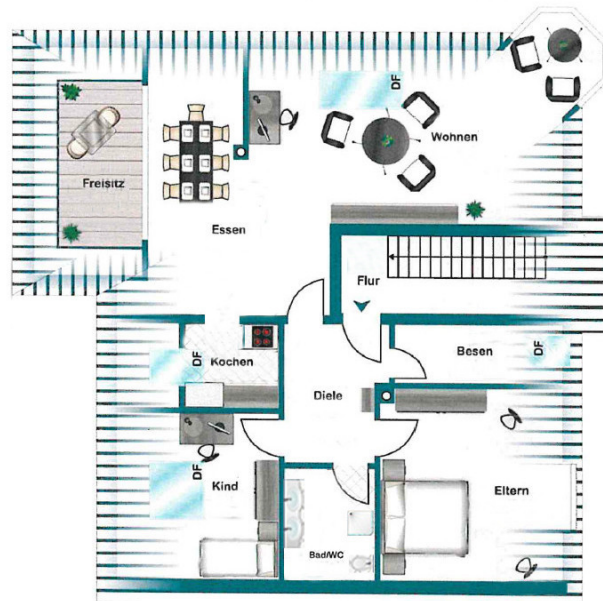 DF
Wohnen
Freisitz
Essen
Flur
DF
Kochen
Besen
DF
Diele
DF
Kind
Eltern
Bad/WC